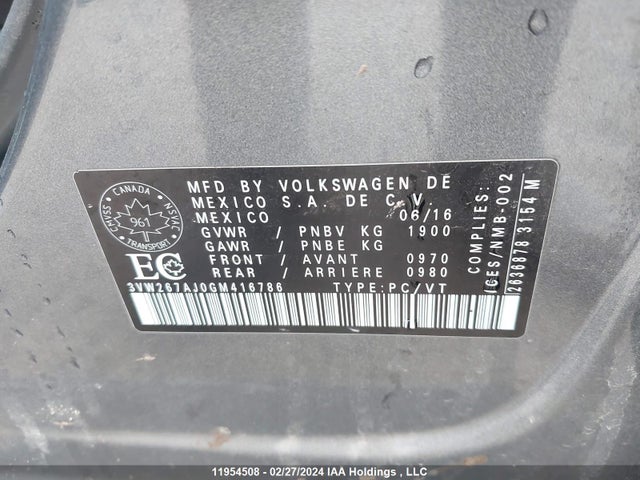 CANADA
CMVSS NSVAC
961
TRANSPORT
MFD BY VOLKSWAGEN DE
MEXICO S.A. DE C.V.
MEXICO 06/16
GVWR / PNBV KG 1900
GAWR / PNBE KG
FRONT / AVANT 0970
REAR / ARRIERE 0980
EC
3VW267AJ0GM416786 TYPE:PC/VT
COMPLIES:
ICES/NMB-002
2636878 3154 M
11954508 - 02/27/2024 IAA Holdings , LLC